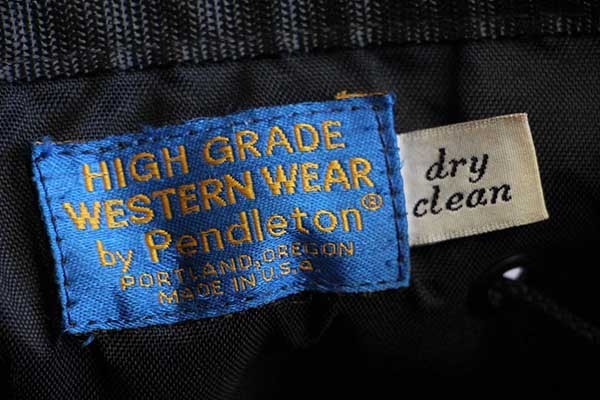 HIGH GRADE
WESTERN WEAR
by Pendleton®
PORTLAND, OREGON
MADE IN U.S.A.
dry
clean